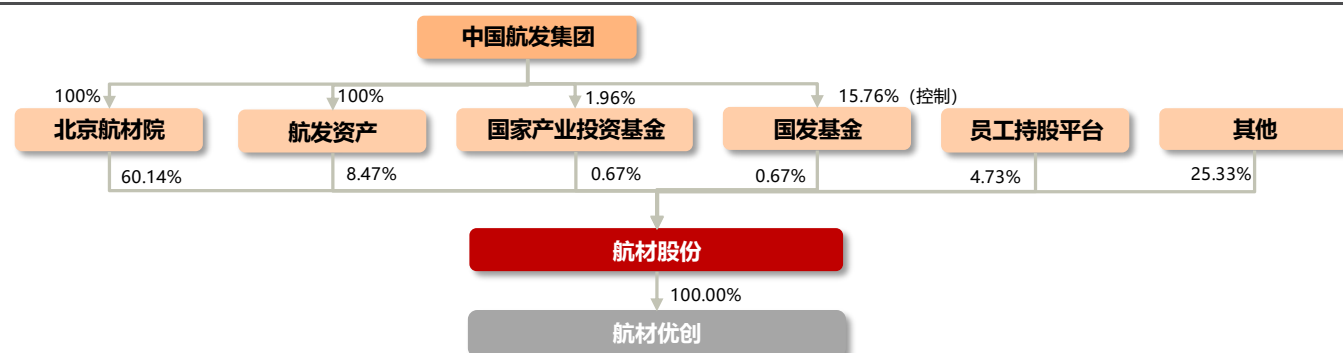 中国航发集团
100%
100%
1.96%
15.76%（控制）
北京航材院
航发资产
国家产业投资基金
国发基金
员工持股平台
其他
60.14%
8.47%
0.67%
0.67%
4.73%
25.33%
航材股份
100.00%
航材优创